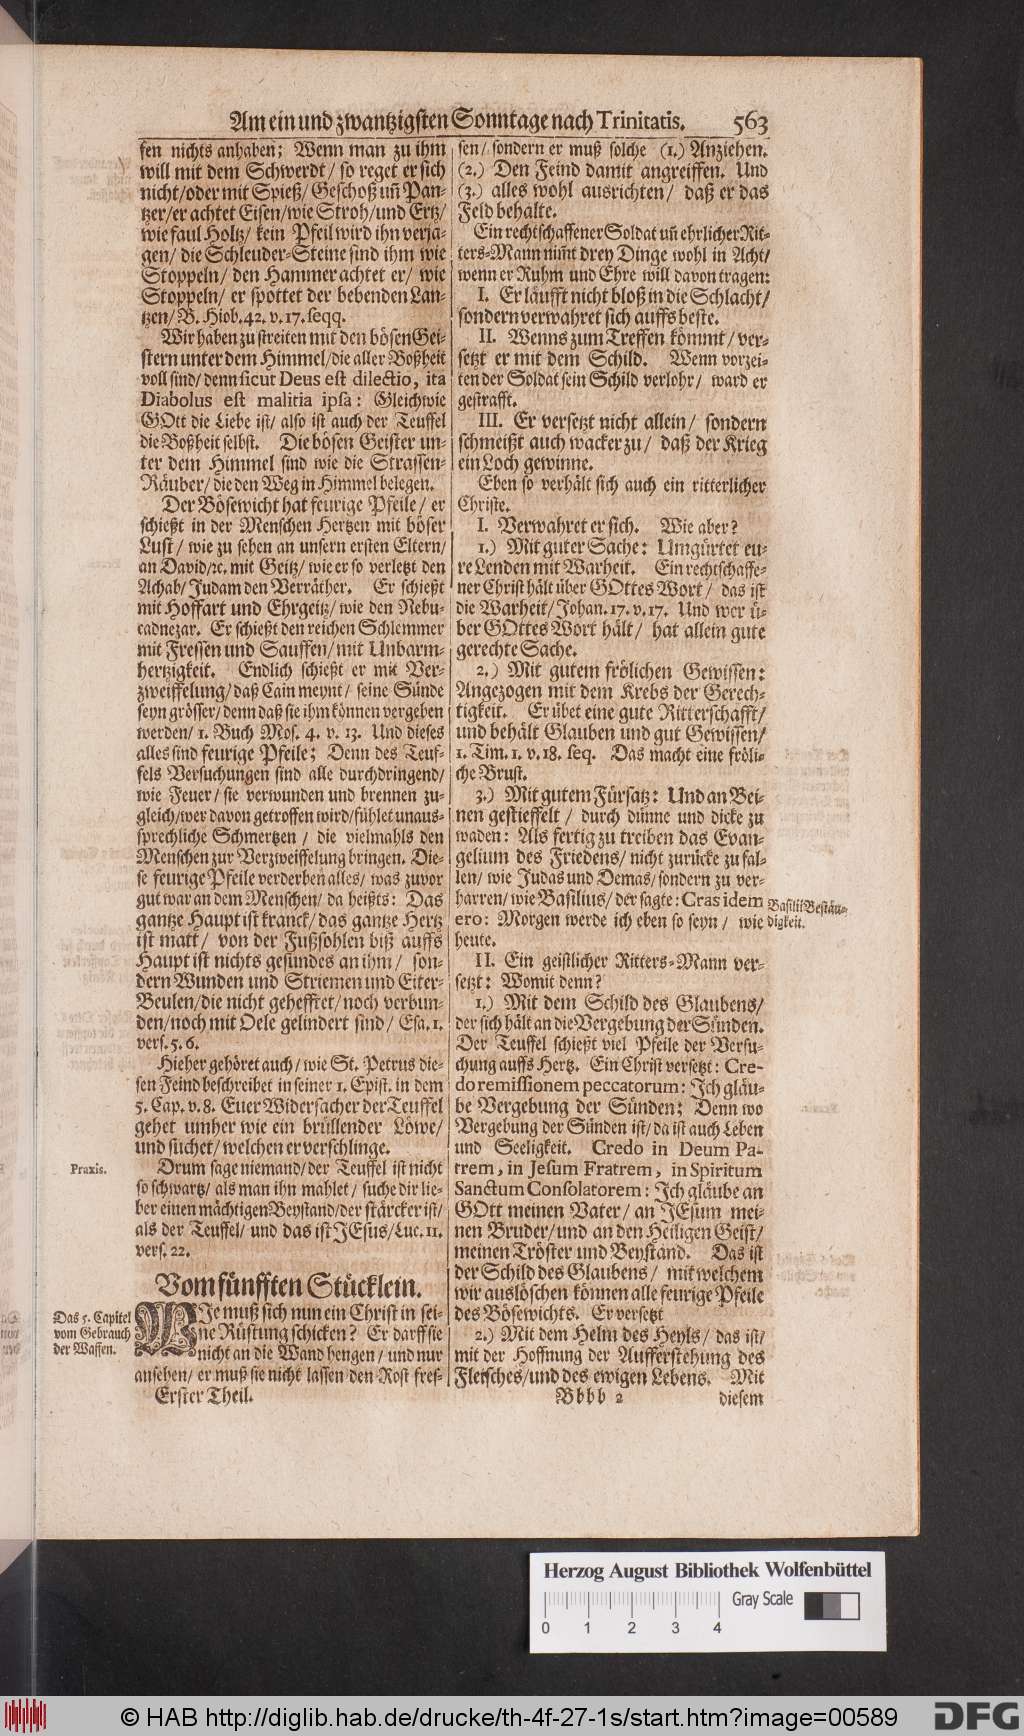 Am ein und zwantzigsten Sonntage nach Trinitatis. 563
sen nichts anhaben; Wenn man zu ihm
will mit dem Schwerdt/ so reget er sich
nicht/ oder mit Spieß/ Geschoß uñ Pan-
tzer/ er achtet Eisen/ wie Stroh/ und Ertz/
wie faul Holtz/ kein Pfeil wird ihn verja-
gen/ die Schleuder-Steine sind ihm wie
Stoppeln/ den Hammer achtet er/ wie
Stoppeln/ er spottet der bebenden Lan-
tzen/ B. Hiob. 42. v. 17. seqq.
Wir haben zu streiten mit den bösen Gei-
stern unter dem Himmel/ die aller Boßheit
voll sind/ denn sicut Deus est dilectio, ita
Diabolus est malitia ipsa: Gleichwie
GOtt die Liebe ist/ also ist auch der Teuffel
die Boßheit selbst. Die bösen Geister un-
ter dem Himmel sind wie die Strassen-
Räuber/ die den Weg in Himmel belegen.
Der Bösewicht hat feurige Pfeile/ er
schießt in der Menschen Hertzen mit böser
Lust/ wie zu sehen an unsern ersten Eltern/
an David/ ꝛc. mit Geitz/ wie er so verletzt den
Achab/ Judam den Verräther. Er schießt
mit Hoffart und Ehrgeitz/ wie den Nebu-
cadnezar. Er schießt den reichen Schlemmer
mit Fressen und Sauffen/ mit Unbarm-
hertzigkeit. Endlich schießt er mit Ver-
zweiffelung/ daß Cain meynt/ seine Sünde
seyn grösser/ denn daß sie ihm können vergeben
werden/ 1. Buch Mos. 4. v. 13. Und dieses
alles sind feurige Pfeile; Denn des Teuf-
fels Versuchungen sind alle durchdringend/
wie Feuer/ sie verwunden und brennen zu-
gleich/ wer davon getroffen wird/ fühlet unaus-
sprechliche Schmertzen/ die vielmahls den
Menschen zur Verzweiffelung bringen. Die-
se feurige Pfeile verderben alles/ was zuvor
gut war an dem Menschen/ da heißts: Das
gantze Haupt ist kranck/ das gantze Hertz
ist matt/ von der Fußsohlen biß auffs
Haupt ist nichts gesundes an ihm/ son-
dern Wunden und Striemen und Eiter-
Beulen/ die nicht gehefftet/ noch verbun-
den/ noch mit Oele gelindert sind/ Esa. 1.
vers. 5. 6.
Hieher gehöret auch/ wie St. Petrus die-
sen Feind beschreibet in seiner 1. Epist. in dem
5. Cap. v. 8. Euer Widersacher der Teuffel
gehet umher wie ein brüllender Löwe/
und suchet/ welchen er verschlinge.
Praxis.
Drum sage niemand/ der Teuffel ist nicht
so schwartz/ als man ihn mahlet/ suche dir lie-
ber einen mächtigen Beystand/ der stärcker ist/
als der Teuffel/ und das ist JEsus/ Luc. 11.
vers. 22.
Vom fünfften Stücklein.
Das 5. Capitel
vom Gebrauch
der Waffen.
WJe muß sich nun ein Christ in sei-
ne Rüstung schicken? Er darff sie
nicht an die Wand hengen/ und nur
ansehen/ er muß sie nicht lassen den Rost fres-
Erster Theil.
sen/ sondern er muß solche (1.) Anziehen.
(2.) Den Feind damit angreiffen. Und
(3.) alles wohl ausrichten/ daß er das
Feld behalte.
Ein rechtschaffener Soldat uñ ehrlicher Rit-
ters-Mann nim̃t drey Dinge wohl in Acht/
wenn er Ruhm und Ehre will davon tragen:
I. Er läufft nicht bloß in die Schlacht/
sondern verwahret sich auffs beste.
II. Wenns zum Treffen kömmt/ ver-
setzt er mit dem Schild. Wenn vorzei-
ten der Soldat sein Schild verlohr/ ward er
gestrafft.
III. Er versetzt nicht allein/ sondern
schmeißt auch wacker zu/ daß der Krieg
ein Loch gewinne.
Eben so verhält sich auch ein ritterlicher
Christe.
I. Verwahret er sich. Wie aber?
1.) Mit guter Sache: Umgürtet eu-
re Lenden mit Warheit. Ein rechtschaffe-
ner Christ hält über GOttes Wort/ das ist
die Warheit/ Johan. 17. v. 17. Und wer ü-
ber GOttes Wort hält/ hat allein gute
gerechte Sache.
2.) Mit gutem frölichen Gewissen:
Angezogen mit dem Krebs der Gerech-
tigkeit. Er übet eine gute Ritterschafft/
und behält Glauben und gut Gewissen/
1. Tim. 1. v. 18. seq. Das macht eine fröli-
che Brust.
3.) Mit gutem Fürsatz: Und an Bei-
nen gestieffelt/ durch dünne und dicke zu
waden: Als fertig zu treiben das Evan-
gelium des Friedens/ nicht zurücke zu fal-
len/ wie Judas und Demas/ sondern zu ver-
harren/ wie Basilius/ der sagte: Cras idem
ero: Morgen werde ich eben so seyn/ wie
heute.
Basilii Bestän-
digkeit.
II. Ein geistlicher Ritters-Mann ver-
setzt: Womit denn?
1.) Mit dem Schild des Glaubens/
der sich hält an die Vergebung der Sünden.
Der Teuffel schießt viel Pfeile der Versu-
chung auffs Hertz. Ein Christ versetzt: Cre-
do remissionem peccatorum: Ich gläu-
be Vergebung der Sünden; Denn wo
Vergebung der Sünden ist/ da ist auch Leben
und Seeligkeit. Credo in Deum Pa-
trem, in Jesum Fratrem, in Spiritum
Sanctum Consolatorem: Ich gläube an
GOtt meinen Vater/ an JEsum mei-
nen Bruder/ und an den Heiligen Geist/
meinen Tröster und Beystand. Das ist
der Schild des Glaubens/ mit welchem
wir auslöschen können alle feurige Pfeile
des Bösewichts. Er versetzt
2.) Mit dem Helm des Heyls/ das ist/
mit der Hoffnung der Aufferstehung des
Fleisches/ und des ewigen Lebens. Mit
Bbbb 2 diesem
Herzog August Bibliothek Wolfenbüttel
Gray Scale
0 1 2 3 4
© HAB http://diglib.hab.de/drucke/th-4f-27-1s/start.htm?image=00589
DFG